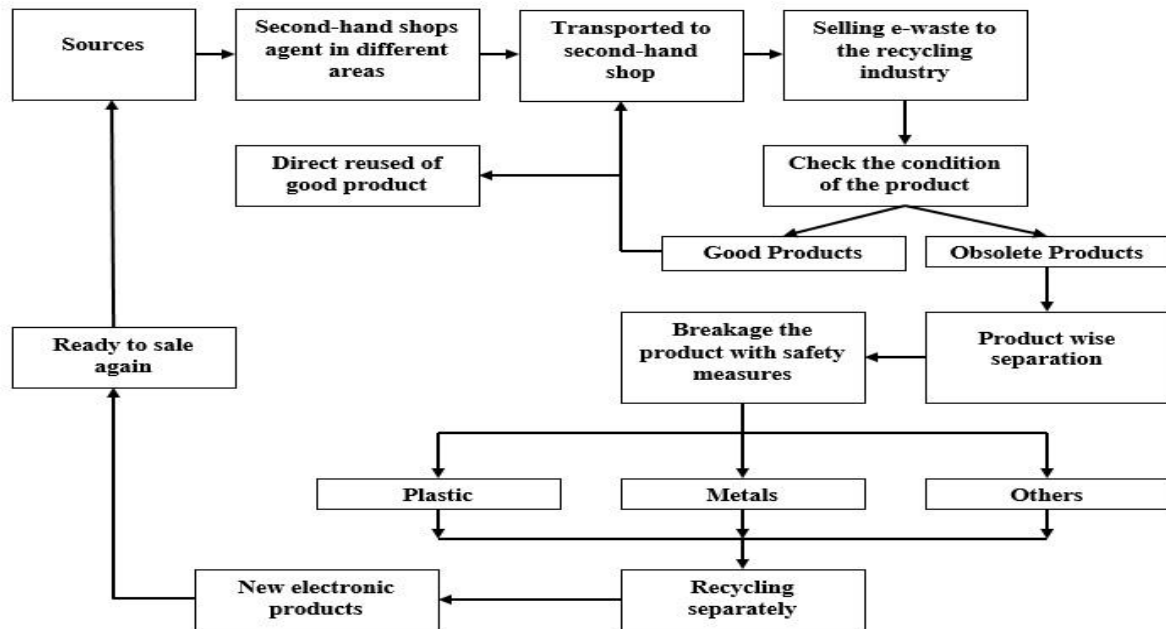 Sources
Second-hand shops
agent in different
areas
Transported to
second-hand
shop
Selling e-waste to
the recycling
industry
Direct reused of
good product
Check the condition
of the product
Good Products
Obsolete Products
Ready to sale
again
Breakage the
product with safety
measures
Product wise
separation
Plastic
Metals
Others
New electronic
products
Recycling
separately